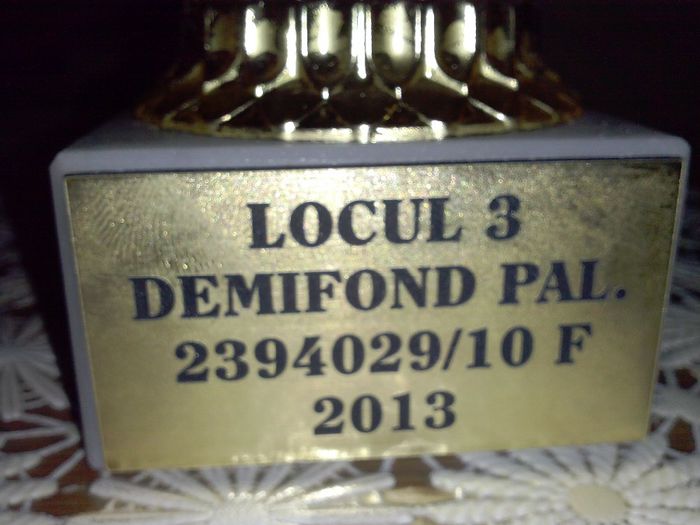 LOCUL 3
DEMIFOND PAL.
2394029/10 F
2013